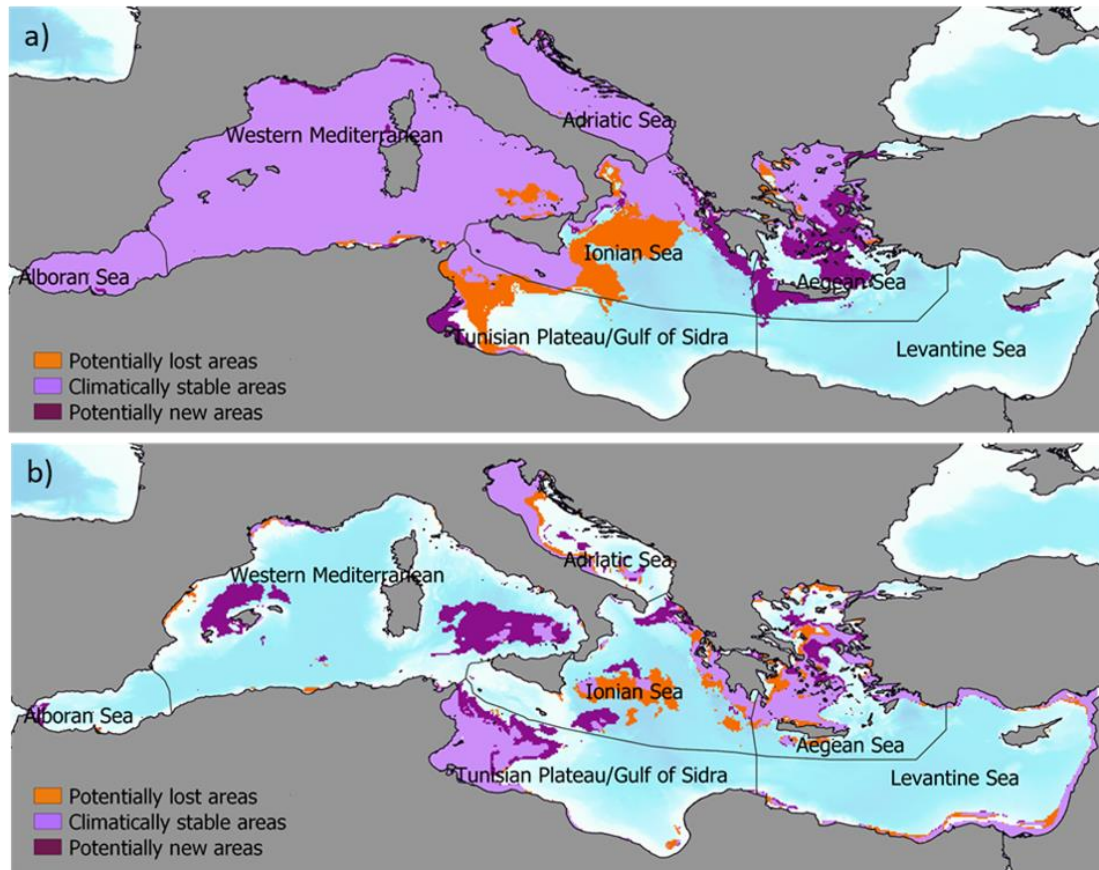 a)
Adriatic Sea
Western Mediterranean
Ionian Sea
Alboran Sea
Aegean Sea
Tunisian Plateau/Gulf of Sidra
Levantine Sea
Potentially lost areas
Climatically stable areas
Potentially new areas
b)
Adriatic Sea
Western Mediterranean
Ionian Sea
Alboran Sea
Aegean Sea
Tunisian Plateau/Gulf of Sidra
Levantine Sea
Potentially lost areas
Climatically stable areas
Potentially new areas